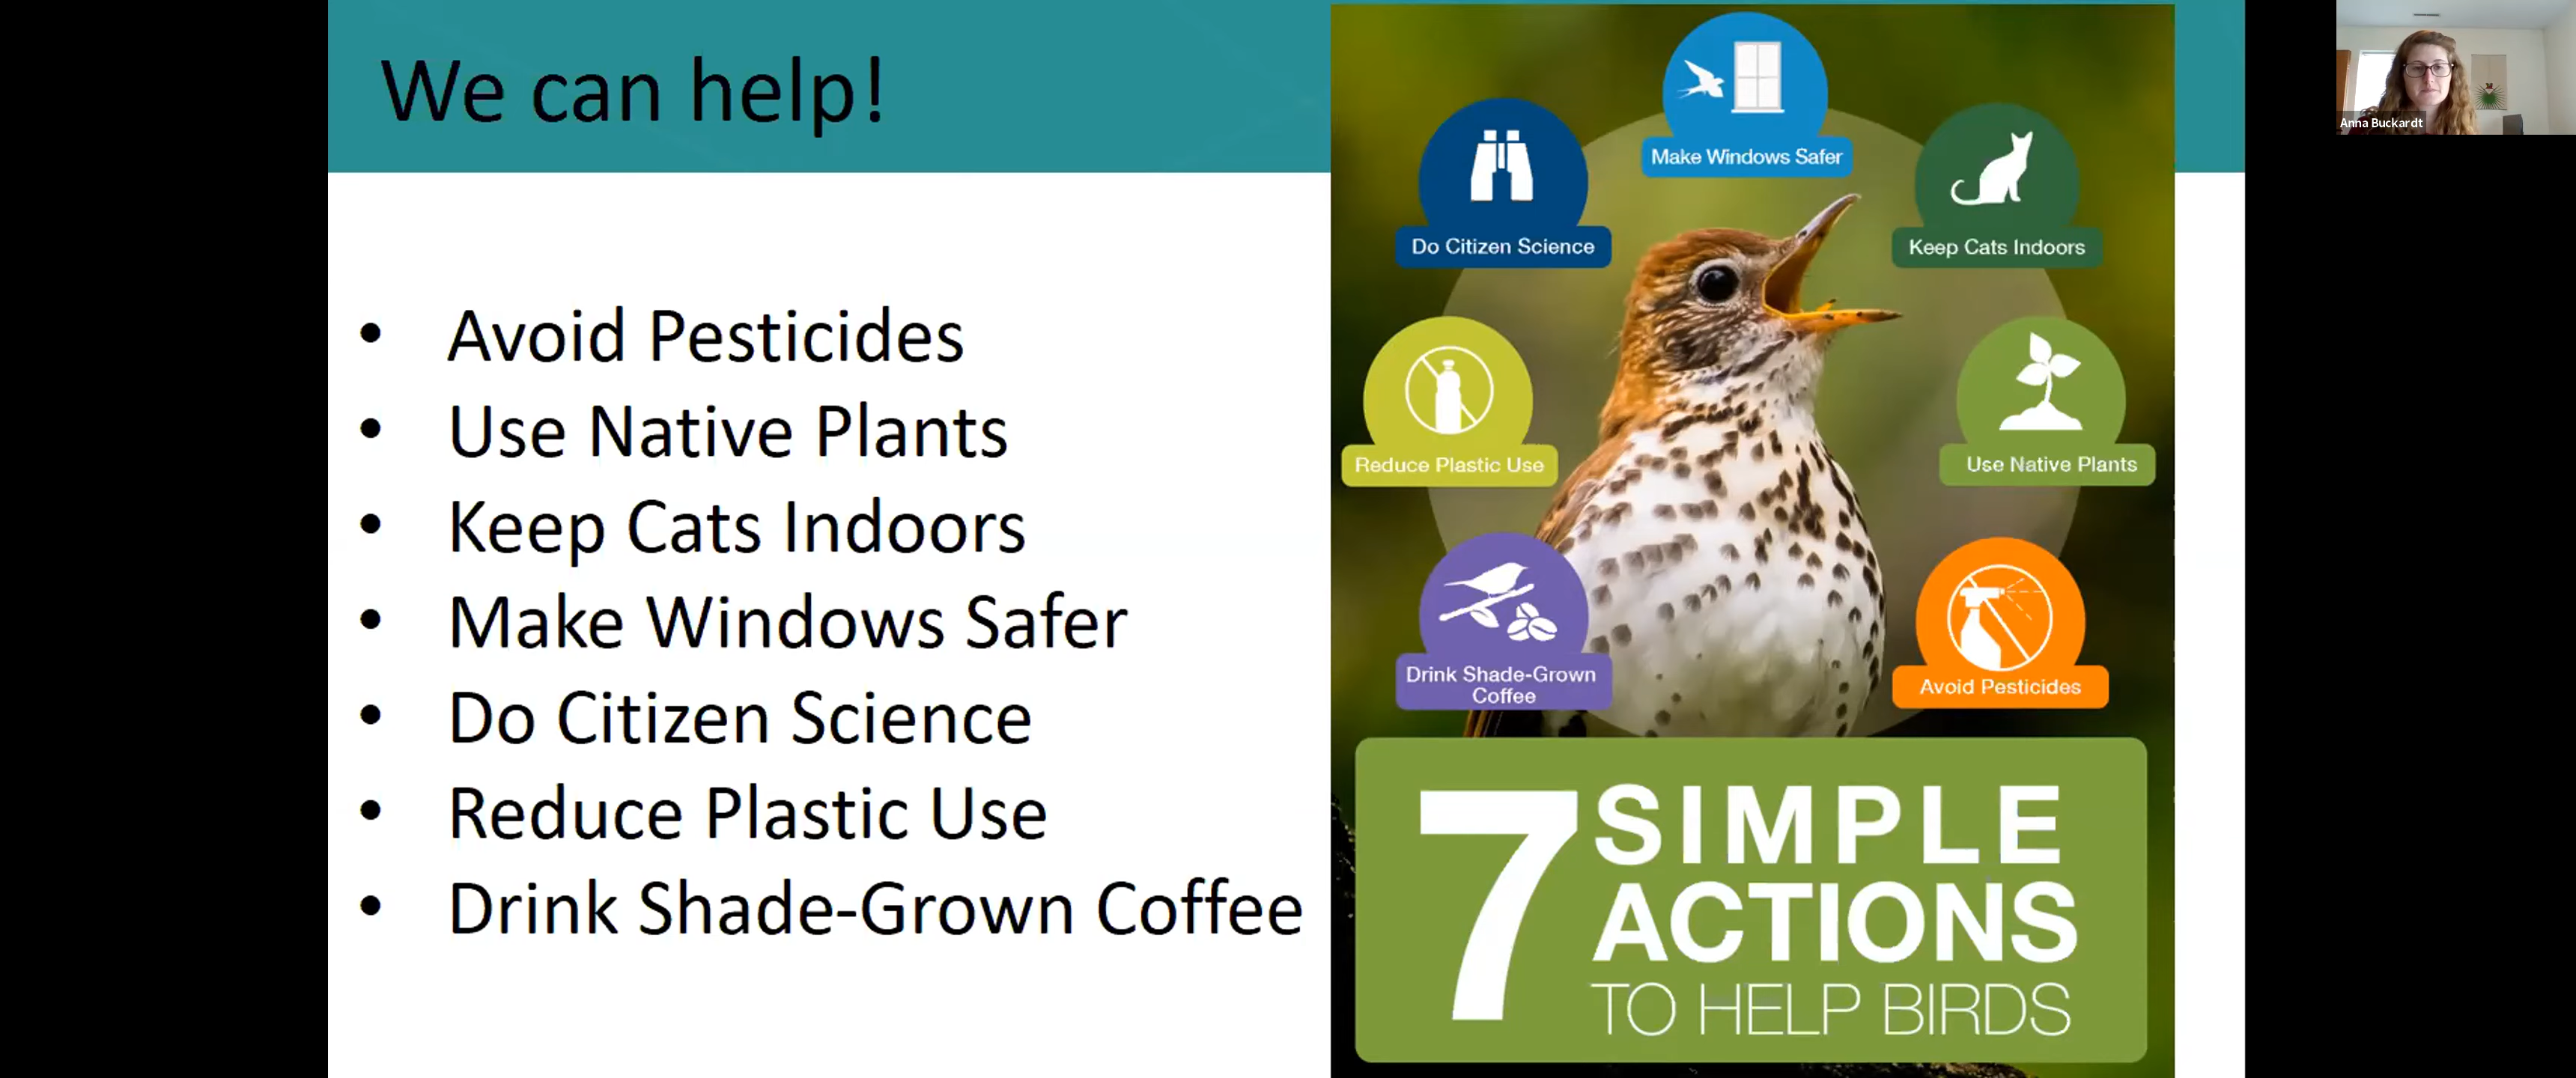 We can help!
• Avoid Pesticides
• Use Native Plants
• Keep Cats Indoors
• Make Windows Safer
• Do Citizen Science
• Reduce Plastic Use
• Drink Shade-Grown Coffee
Make Windows Safer
Do Citizen Science
Keep Cats Indoors
Reduce Plastic Use
Use Native Plants
Drink Shade-Grown
Coffee
Avoid Pesticides
7 SIMPLE
ACTIONS
TO HELP BIRDS
Anna Buckardt